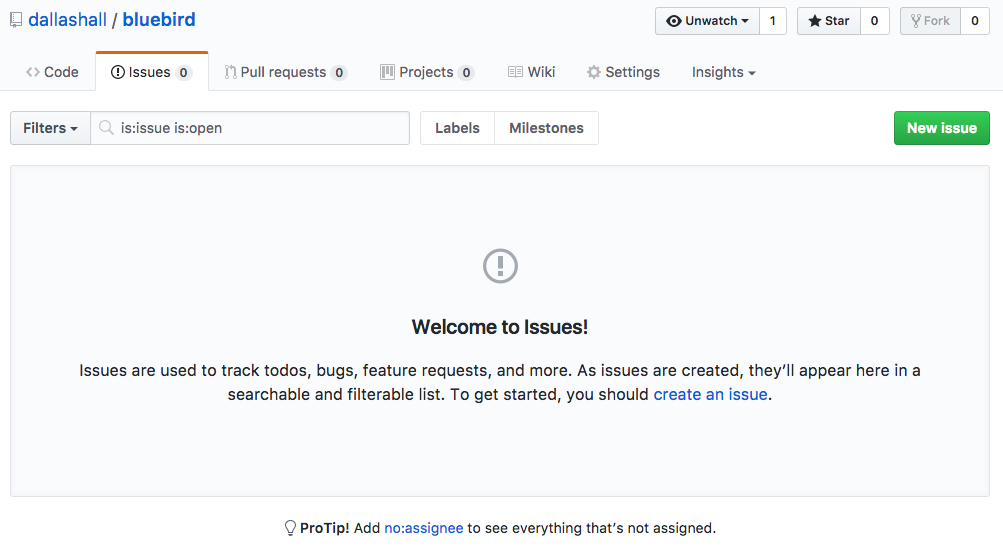 dallashall / bluebird
Unwatch 1 Star 0 Fork 0
Code Issues 0 Pull requests 0 Projects 0 Wiki Settings Insights
Filters is:issue is:open Labels Milestones New issue
Welcome to Issues!
Issues are used to track todos, bugs, feature requests, and more. As issues are created, they’ll appear here in a
searchable and filterable list. To get started, you should create an issue.
ProTip! Add no:assignee to see everything that’s not assigned.